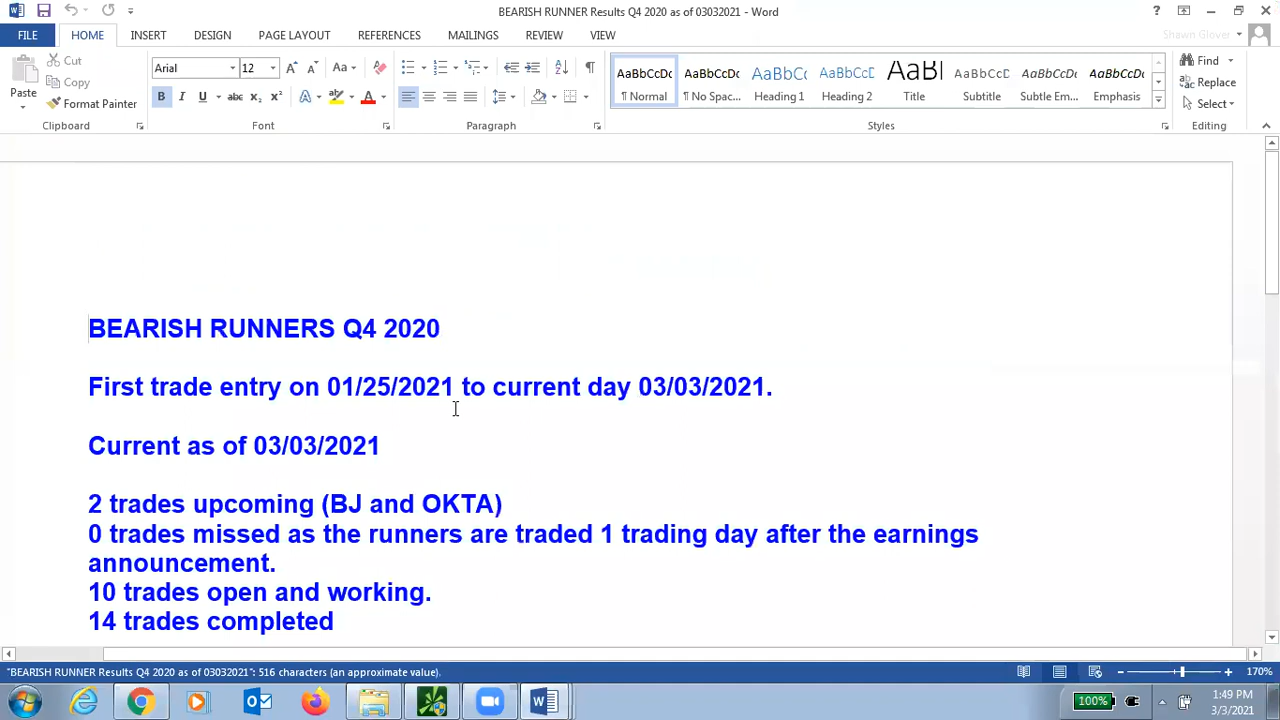 BEARISH RUNNER Results Q4 2020 as of 03032021 - Word
FILE HOME INSERT DESIGN PAGE LAYOUT REFERENCES MAILINGS REVIEW VIEW Shawn Glover
Paste
Cut
Copy
Format Painter
Clipboard
Arial 12
Font
Paragraph
AaBbCcDc AaBbCcDc AaBbCc AaBbCc AaBl AaBbCcD AaBbCcDc AaBbCcDc
¶ Normal ¶ No Spac... Heading 1 Heading 2 Title Subtitle Subtle Em... Emphasis
Styles
Find
Replace
Select
Editing
BEARISH RUNNERS Q4 2020
First trade entry on 01/25/2021 to current day 03/03/2021.
Current as of 03/03/2021
2 trades upcoming (BJ and OKTA)
0 trades missed as the runners are traded 1 trading day after the earnings
announcement.
10 trades open and working.
14 trades completed
"BEARISH RUNNER Results Q4 2020 as of 03032021": 516 characters (an approximate value).
170%
100%
1:49 PM
3/3/2021